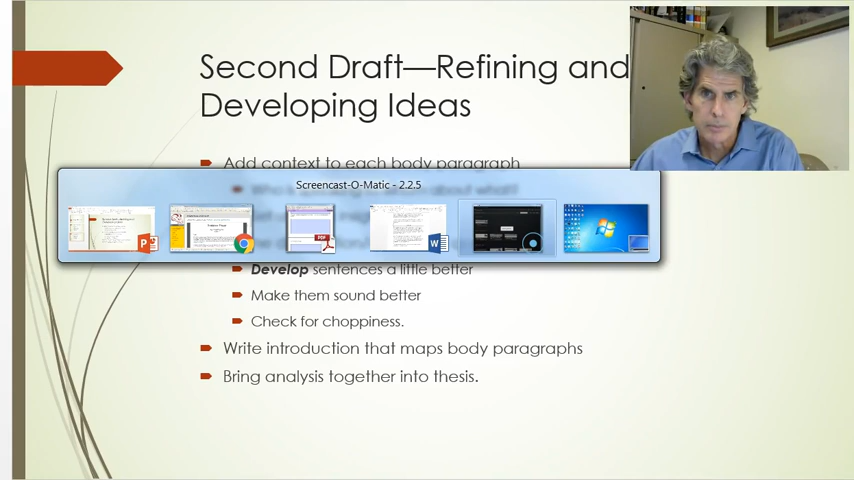 Second Draft—Refining and
Developing Ideas
Add context to each body paragraph
Screencast-O-Matic - 2.2.5
Develop sentences a little better
Make them sound better
Check for choppiness.
Write introduction that maps body paragraphs
Bring analysis together into thesis.